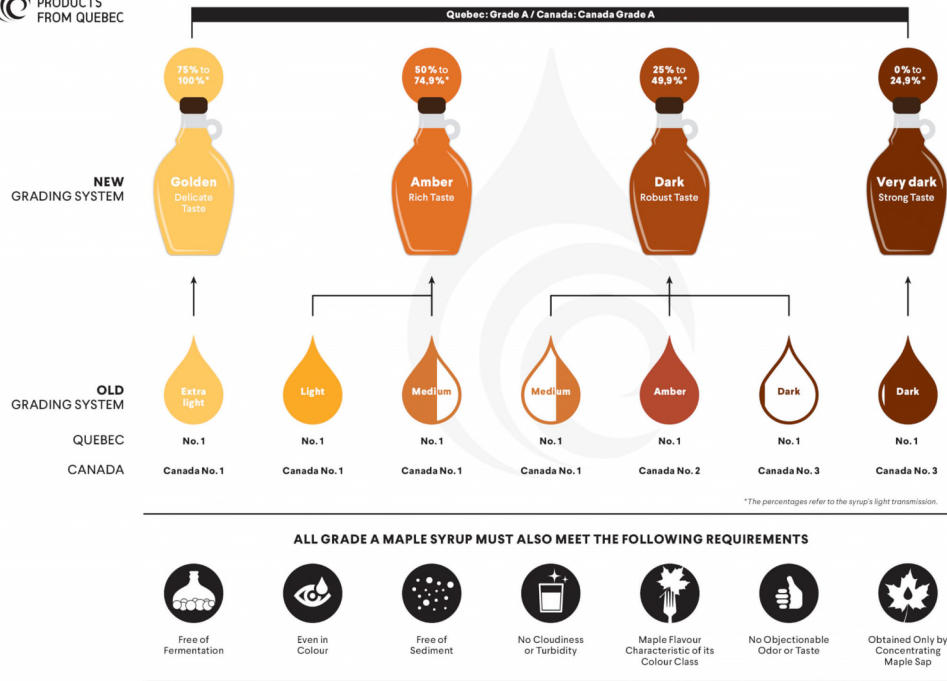 PRODUCTS
FROM QUEBEC
Quebec: Grade A / Canada: Canada Grade A
75% to
100%*
50% to
74,9%*
25% to
49,9%*
0% to
24,9%*
NEW
GRADING SYSTEM
Golden
Delicate
Taste
Amber
Rich Taste
Dark
Robust Taste
Very dark
Strong Taste
OLD
GRADING SYSTEM
Extra
light
Light
Medium
Medium
Amber
Dark
Dark
QUEBEC
No. 1
No. 1
No. 1
No. 1
No. 1
No. 1
No. 1
CANADA
Canada No. 1
Canada No. 1
Canada No. 1
Canada No. 1
Canada No. 2
Canada No. 3
Canada No. 3
*The percentages refer to the syrup's light transmission.
ALL GRADE A MAPLE SYRUP MUST ALSO MEET THE FOLLOWING REQUIREMENTS
Free of
Fermentation
Even in
Colour
Free of
Sediment
No Cloudiness
or Turbidity
Maple Flavour
Characteristic of its
Colour Class
No Objectionable
Odor or Taste
Obtained Only by
Concentrating
Maple Sap